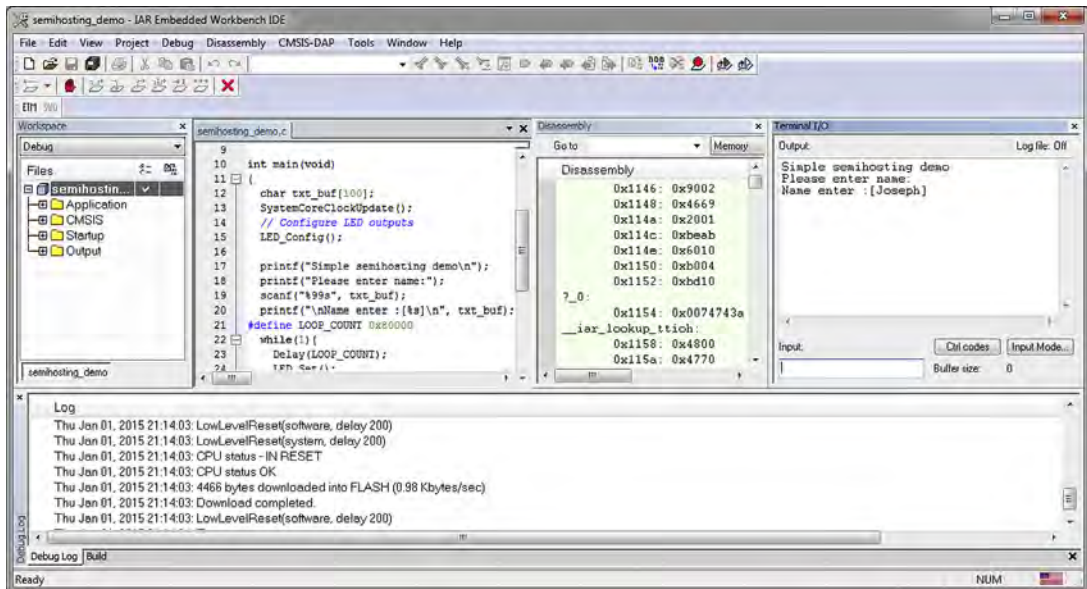 semihosting_demo - IAR Embedded Workbench IDE
File Edit View Project Debug Disassembly CMSIS-DAP Tools Window Help
ETM SWO
Workspace
Debug
Files
semihostin...
Application
CMSIS
Startup
Output
semihosting_demo
semihosting_demo.c
9
10 int main(void)
11 {
12 char txt_buf[100];
13 SystemCoreClockUpdate();
14 // Configure LED outputs
15 LED_Config();
16
17 printf("Simple semihosting demo\n");
18 printf("Please enter name:");
19 scanf("%99s", txt_buf);
20 printf("\nName enter :[%s]\n", txt_buf);
21 #define LOOP_COUNT 0x80000
22 while(1){
23 Delay(LOOP_COUNT);
24 LED_Set();
Disassembly
Go to Memory
Disassembly
0x1146: 0x9002
0x1148: 0x4669
0x114a: 0x2001
0x114c: 0xbeab
0x114e: 0x6010
0x1150: 0xb004
0x1152: 0xbd10
?_0:
0x1154: 0x0074743a
__iar_lookup_ttioh:
0x1158: 0x4800
0x115a: 0x4770
Terminal I/O
Output: Log file: Off
Simple semihosting demo
Please enter name:
Name enter :[Joseph]
Input: Ctrl codes Input Mode...
Buffer size: 0
Log
Thu Jan 01, 2015 21:14:03: LowLevelReset(software, delay 200)
Thu Jan 01, 2015 21:14:03: LowLevelReset(system, delay 200)
Thu Jan 01, 2015 21:14:03: CPU status - IN RESET
Thu Jan 01, 2015 21:14:03: CPU status OK
Thu Jan 01, 2015 21:14:03: 4466 bytes downloaded into FLASH (0.98 Kbytes/sec)
Thu Jan 01, 2015 21:14:03: Download completed.
Thu Jan 01, 2015 21:14:03: LowLevelReset(software, delay 200)
Debug Log
Debug Log Build
Ready NUM